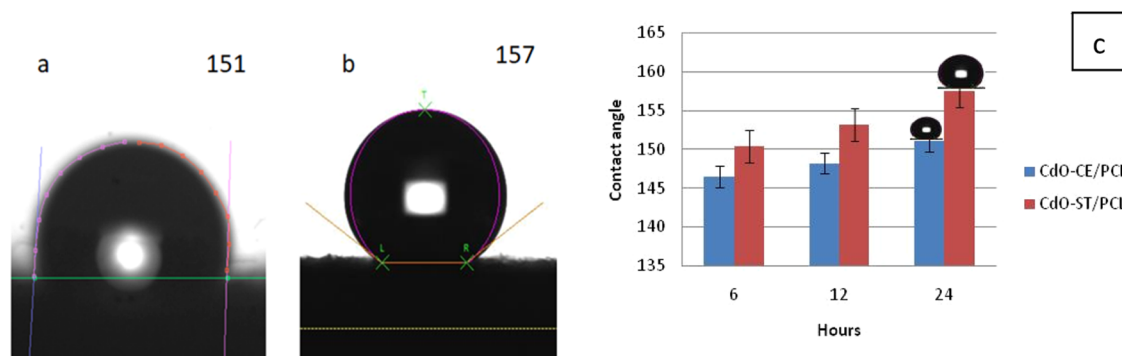 a
151
b
157
T
L
R
c
Contact angle
165
160
155
150
145
140
135
6
12
24
Hours
CdO-CE/PCL
CdO-ST/PCL